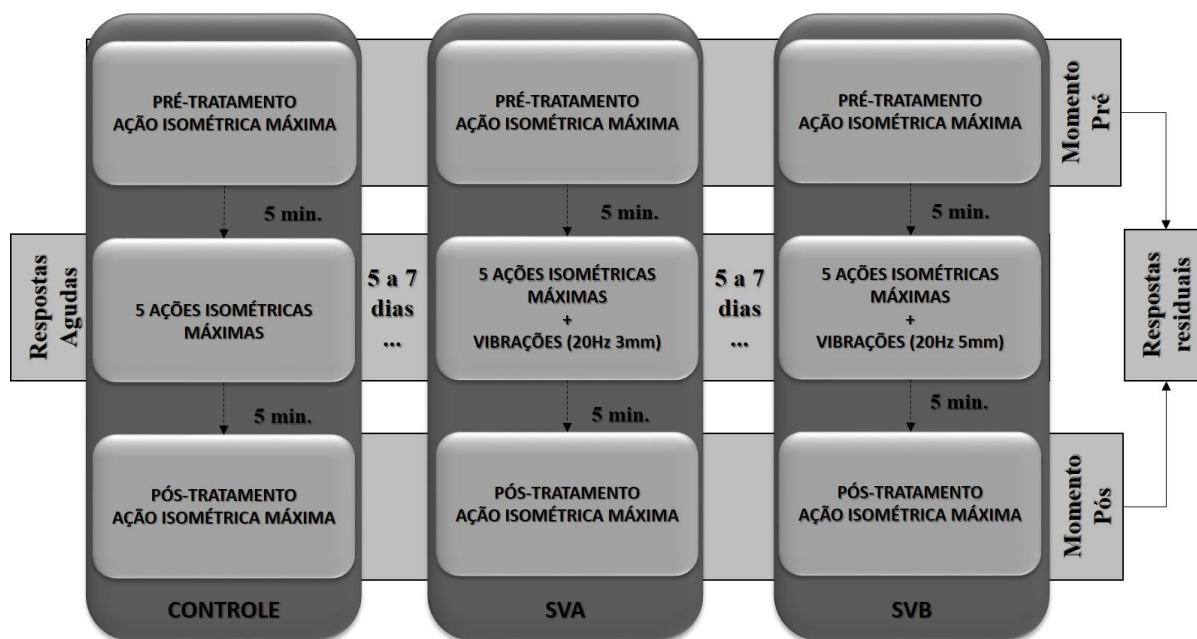 PRÉ-TRATAMENTO
AÇÃO ISOMÉTRICA MÁXIMA
PRÉ-TRATAMENTO
AÇÃO ISOMÉTRICA MÁXIMA
PRÉ-TRATAMENTO
AÇÃO ISOMÉTRICA MÁXIMA
Momento
Pré
5 min.
5 min.
5 min.
Respostas
Agudas
5 AÇÕES ISOMÉTRICAS
MÁXIMAS
5 a 7
dias
...
5 AÇÕES ISOMÉTRICAS
MÁXIMAS
+
VIBRAÇÕES (20Hz 3mm)
5 a 7
dias
...
5 AÇÕES ISOMÉTRICAS
MÁXIMAS
+
VIBRAÇÕES (20Hz 5mm)
Respostas
residuais
5 min.
5 min.
5 min.
PÓS-TRATAMENTO
AÇÃO ISOMÉTRICA MÁXIMA
PÓS-TRATAMENTO
AÇÃO ISOMÉTRICA MÁXIMA
PÓS-TRATAMENTO
AÇÃO ISOMÉTRICA MÁXIMA
Momento
Pós
CONTROLE
SVA
SVB